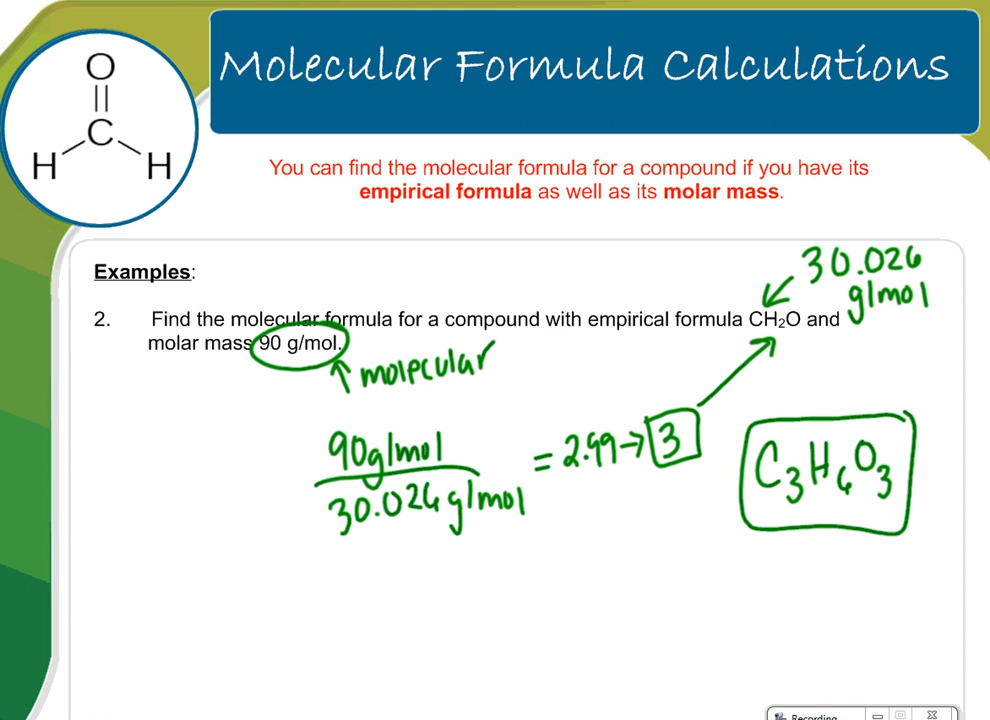 O
C
H H
Molecular Formula Calculations
You can find the molecular formula for a compound if you have its
empirical formula as well as its molar mass.
Examples:
30.026
g/mol
2. Find the molecular formula for a compound with empirical formula CH₂O and
molar mass 90 g/mol.
↑ molecular
90g/mol
30.026 g/mol
= 2.99 → 3
C₃H₆O₃
Recording